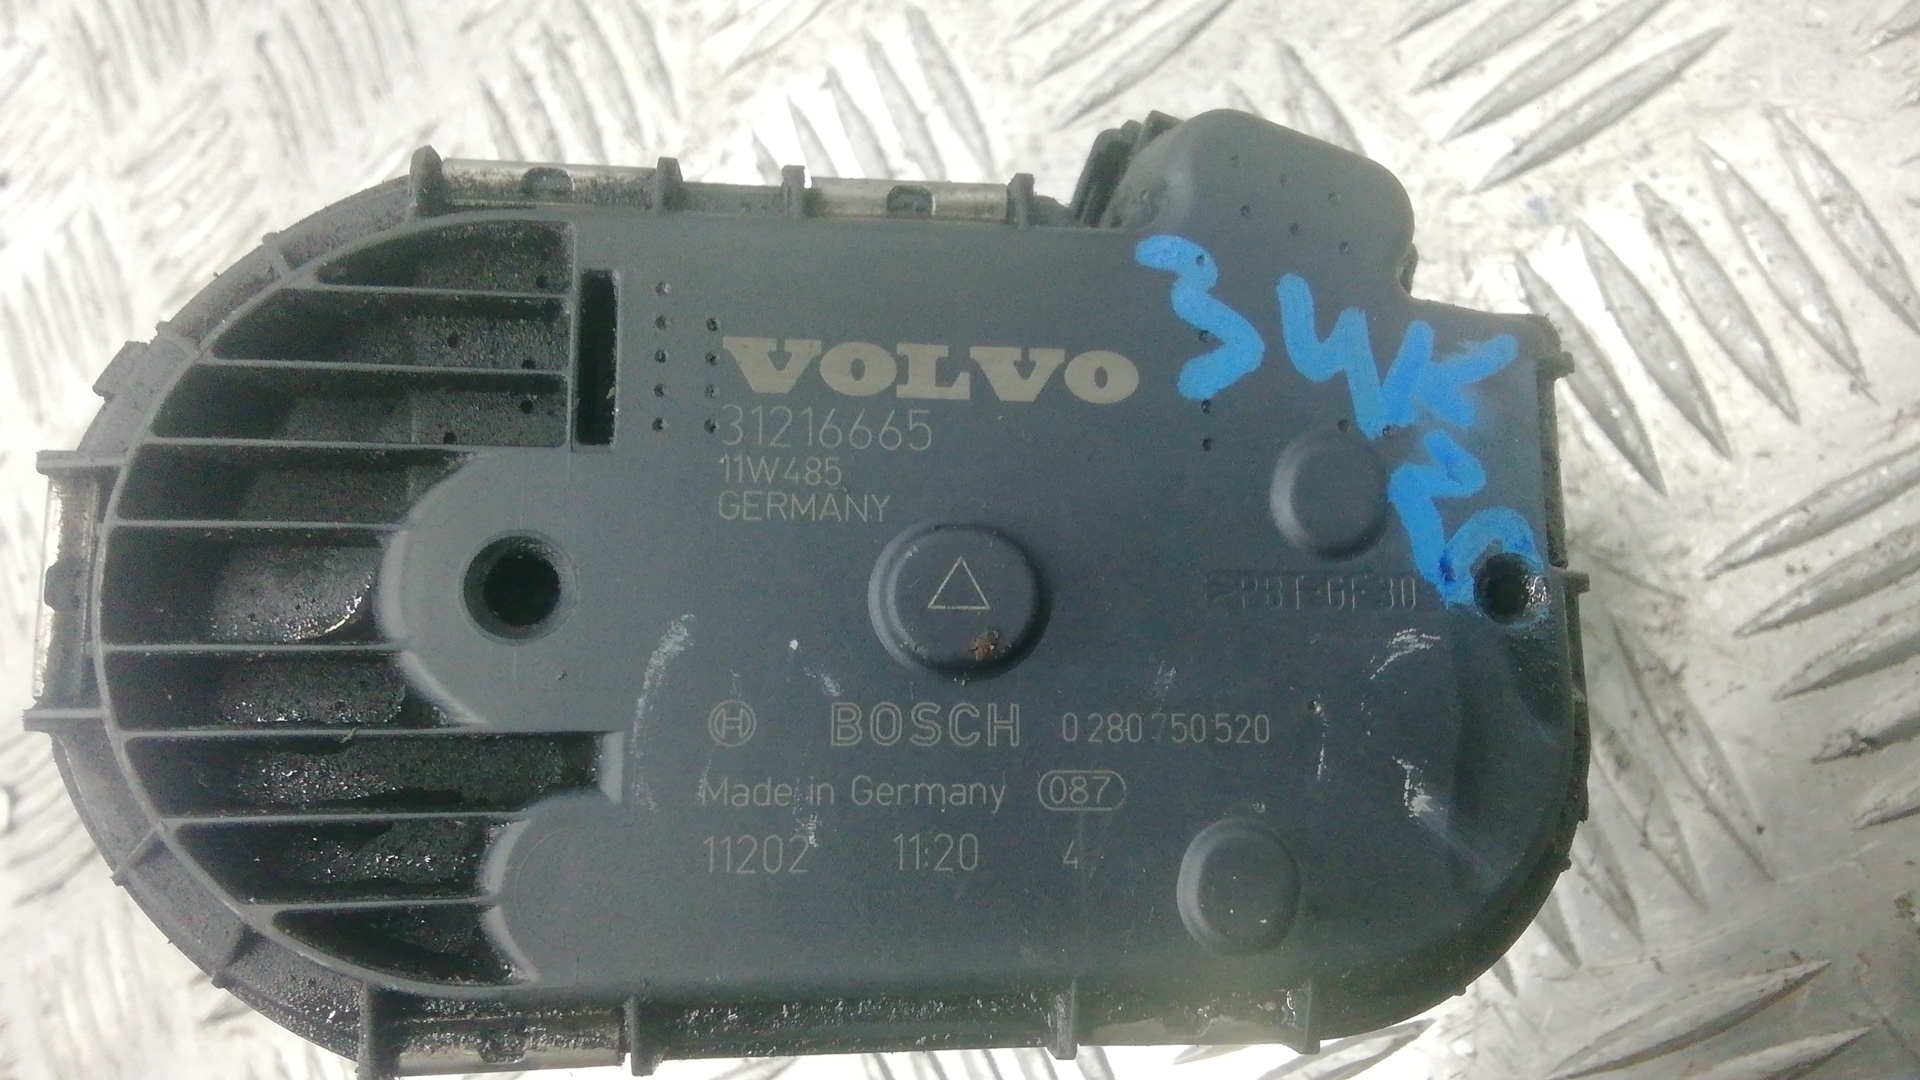 VOLVO
31216665
11W485
GERMANY
>PBT-GF30<
BOSCH 0 280 750 520
Made in Germany 087
11202 11:20 4